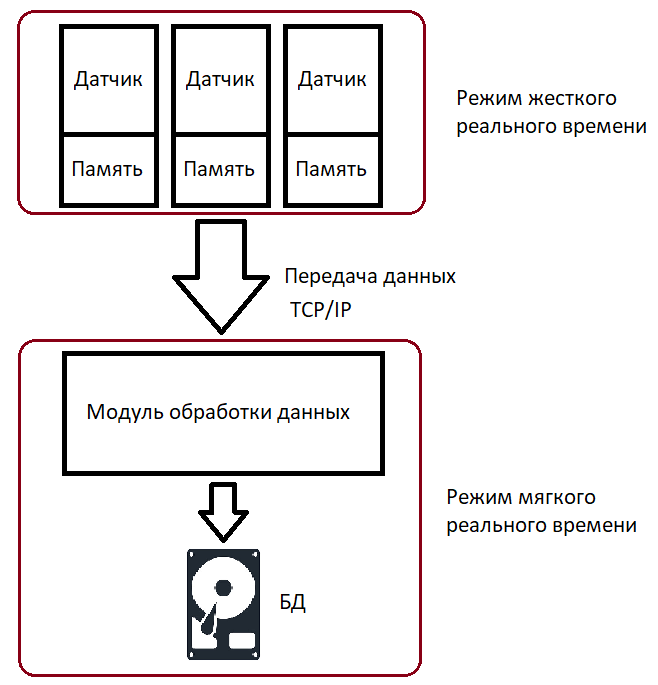 Датчик Датчик Датчик
Память Память Память
Режим жесткого
реального времени
Передача данных
TCP/IP
Модуль обработки данных
Режим мягкого
реального времени
БД